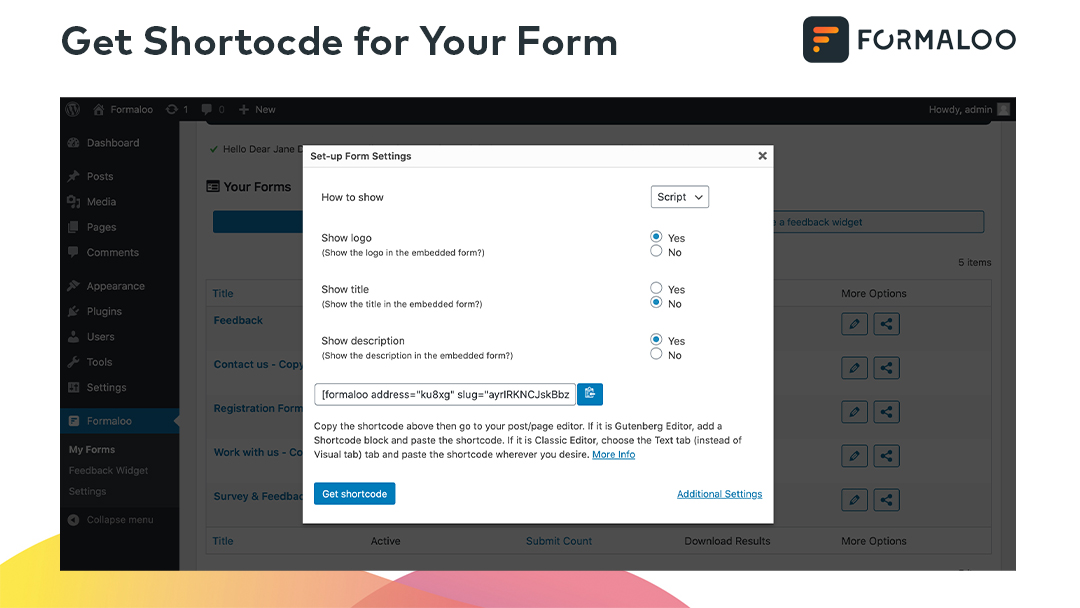 Get Shortocde for Your Form
FORMALOO
Formaloo 1 0 New
Howdy, admin
Dashboard
Posts
Media
Pages
Comments
Appearance
Plugins
Users
Tools
Settings
Formaloo
My Forms
Feedback Widget
Settings
Collapse menu
Hello Dear Jane D
Your Forms
e a feedback widget
5 items
Title
More Options
Feedback
Contact us - Copy
Registration Form
Work with us - Co
Survey & Feedbac
Title Active Submit Count Download Results More Options
Set-up Form Settings
How to show
Script
Show logo
(Show the logo in the embedded form?)
Yes
No
Show title
(Show the title in the embedded form?)
Yes
No
Show description
(Show the description in the embedded form?)
Yes
No
[formaloo address="ku8xg" slug="ayrIRKNCJskBbz
Copy the shortcode above then go to your post/page editor. If it is Gutenberg Editor, add a
Shortcode block and paste the shortcode. If it is Classic Editor, choose the Text tab (instead of
Visual tab) tab and paste the shortcode wherever you desire. More Info
Get shortcode
Additional Settings